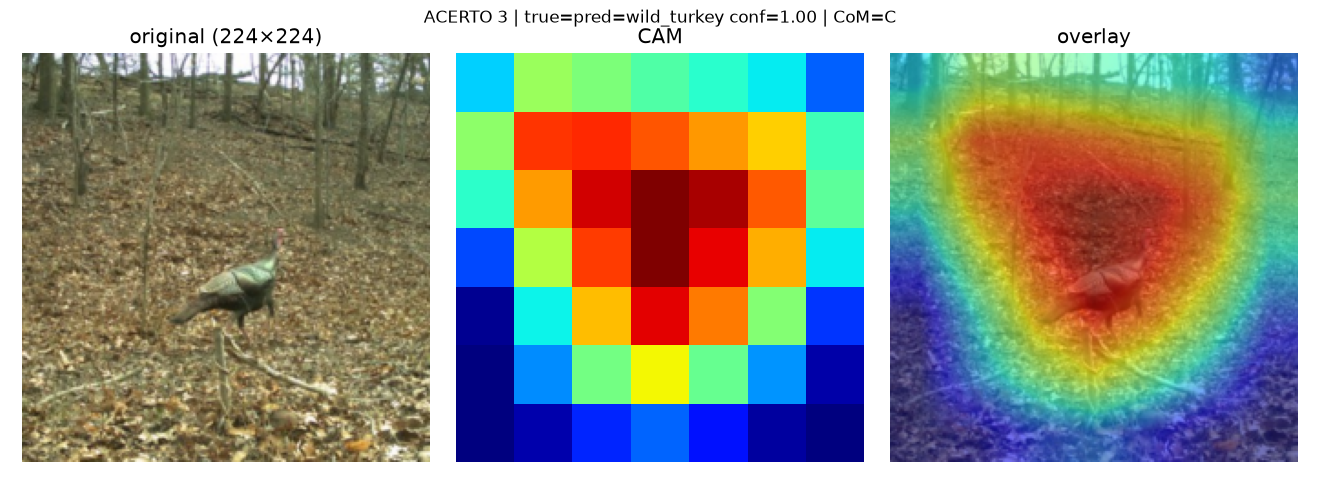 ACERTO 3 | true=pred=wild_turkey conf=1.00 | CoM=C
original (224×224)
CAM
overlay